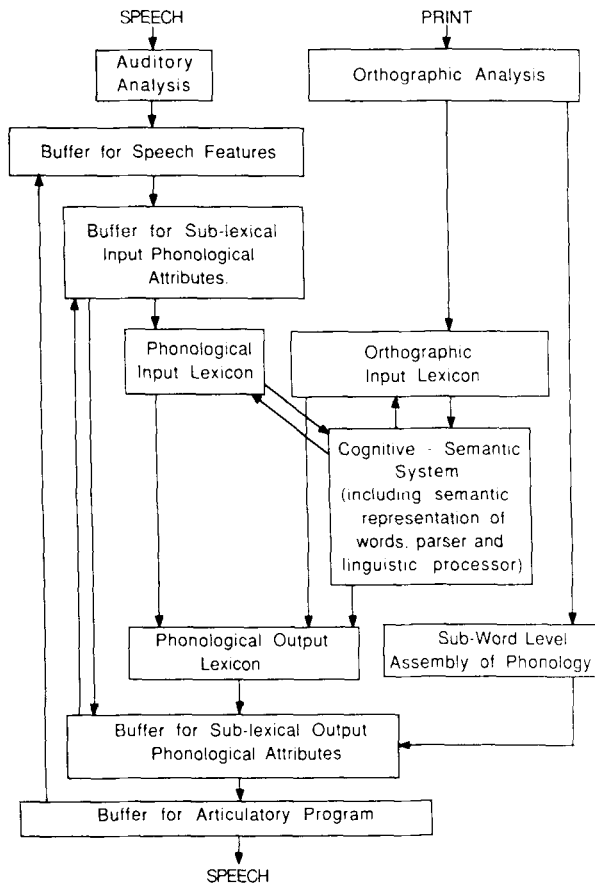 SPEECH
PRINT
Auditory
Analysis
Orthographic Analysis
Buffer for Speech Features
Buffer for Sub-lexical
Input Phonological
Attributes.
Phonological
Input Lexicon
Orthographic
Input Lexicon
Cognitive - Semantic
System
(including semantic
representation of
words, parser and
linguistic processor)
Phonological Output
Lexicon
Sub-Word Level
Assembly of Phonology
Buffer for Sub-lexical Output
Phonological Attributes
Buffer for Articulatory Program
SPEECH